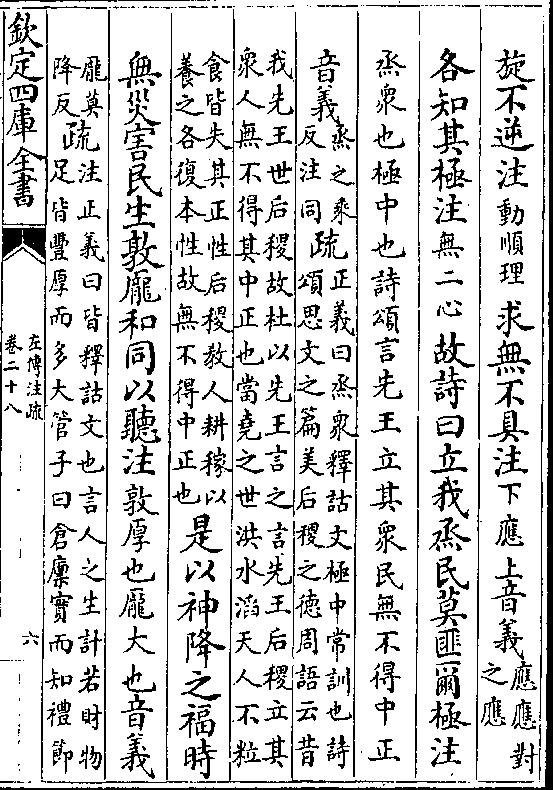 旋不逆注動順理求無不具注下應上音義應應對
之應
各知其極注無二心故詩曰立我烝民莫匪爾極注
烝衆也極中也詩頌言先王立其衆民無不得中正
音義烝之烝
反注同疏正義曰烝衆釋詁文極中常訓也詩
頌思文之篇美后稷之德周語云昔
我先王世后稷故杜以先王言之言先王后稷立其
衆人無不得其中正也當堯之世洪水滔天人不粒
食皆失其正性后稷教人耕稼以
養之各復本性故無不得中正也是以神降之福時
無災害民生敦厖和同以聽注敦厚也厖大也音義
厖莫
降反疏注正義曰皆釋詁文也言人之生計若財物
足皆豐厚而多大管子曰倉廩實而知禮節
欽定四庫全書
左傳注疏
卷二十八
六